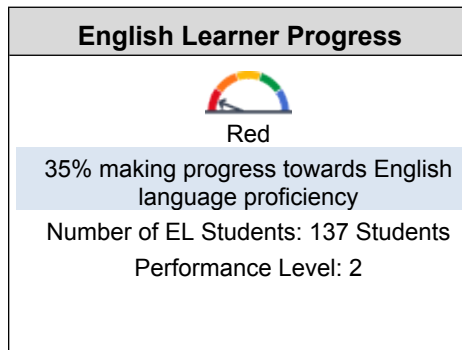 English Learner Progress
Red
35% making progress towards English
language proficiency
Number of EL Students: 137 Students
Performance Level: 2